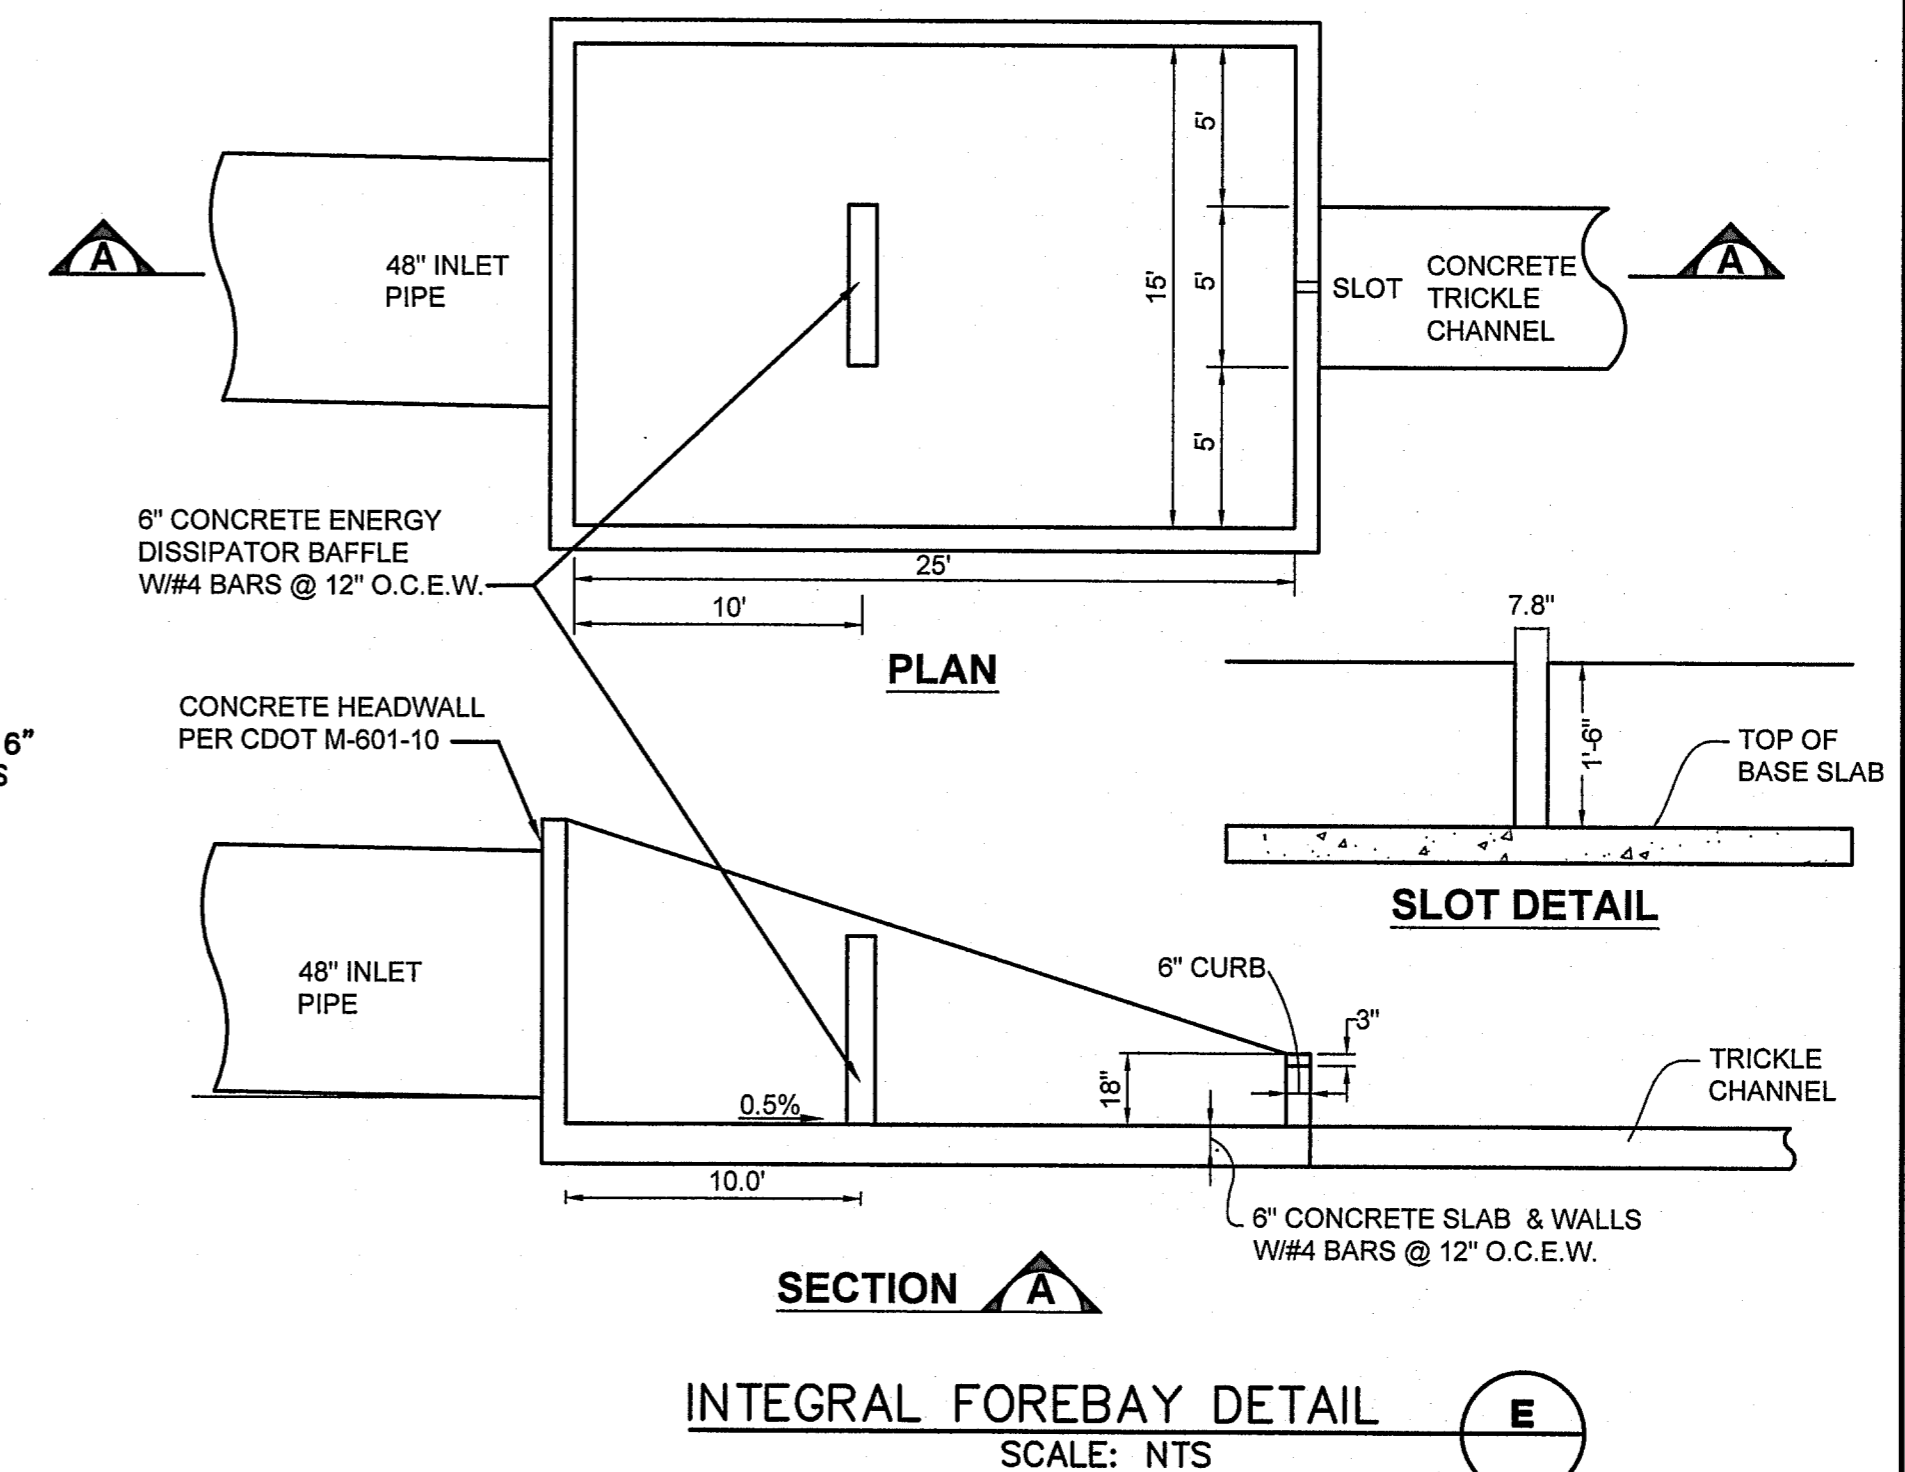 5'
15'
5'
5'
A
48" INLET
PIPE
SLOT
CONCRETE
TRICKLE
CHANNEL
A
6" CONCRETE ENERGY
DISSIPATOR BAFFLE
W/#4 BARS @ 12" O.C.E.W.
25'
10'
PLAN
7.8"
1'-6"
TOP OF
BASE SLAB
SLOT DETAIL
CONCRETE HEADWALL
PER CDOT M-601-10
6"
S
48" INLET
PIPE
6" CURB
3"
18"
0.5%
TRICKLE
CHANNEL
10.0'
6" CONCRETE SLAB & WALLS
W/#4 BARS @ 12" O.C.E.W.
SECTION A
INTEGRAL FOREBAY DETAIL
E
SCALE: NTS